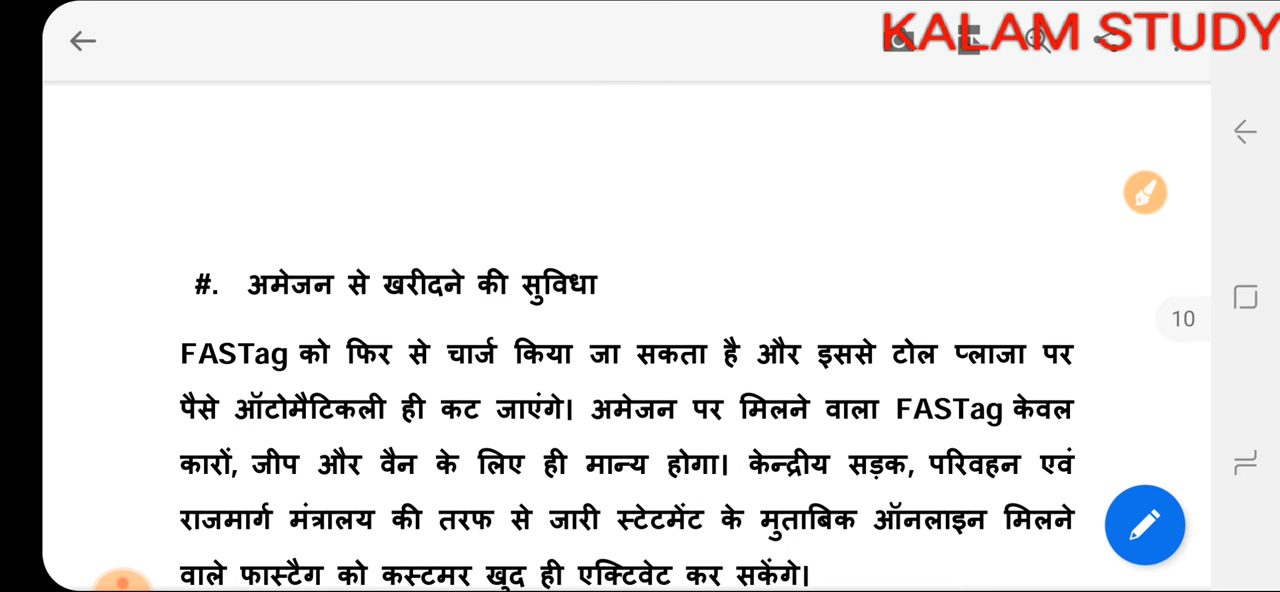 KALAM STUDY
#. अमेजन से खरीदने की सुविधा
10
FASTag को फिर से चार्ज किया जा सकता है और इससे टोल प्लाजा पर
पैसे ऑटोमैटिकली ही कट जाएंगे। अमेजन पर मिलने वाला FASTag केवल
कारों, जीप और वैन के लिए ही मान्य होगा। केन्द्रीय सड़क, परिवहन एवं
राजमार्ग मंत्रालय की तरफ से जारी स्टेटमेंट के मुताबिक ऑनलाइन मिलने
वाले फास्टैग को कस्टमर खुद ही एक्टिवेट कर सकेंगे।